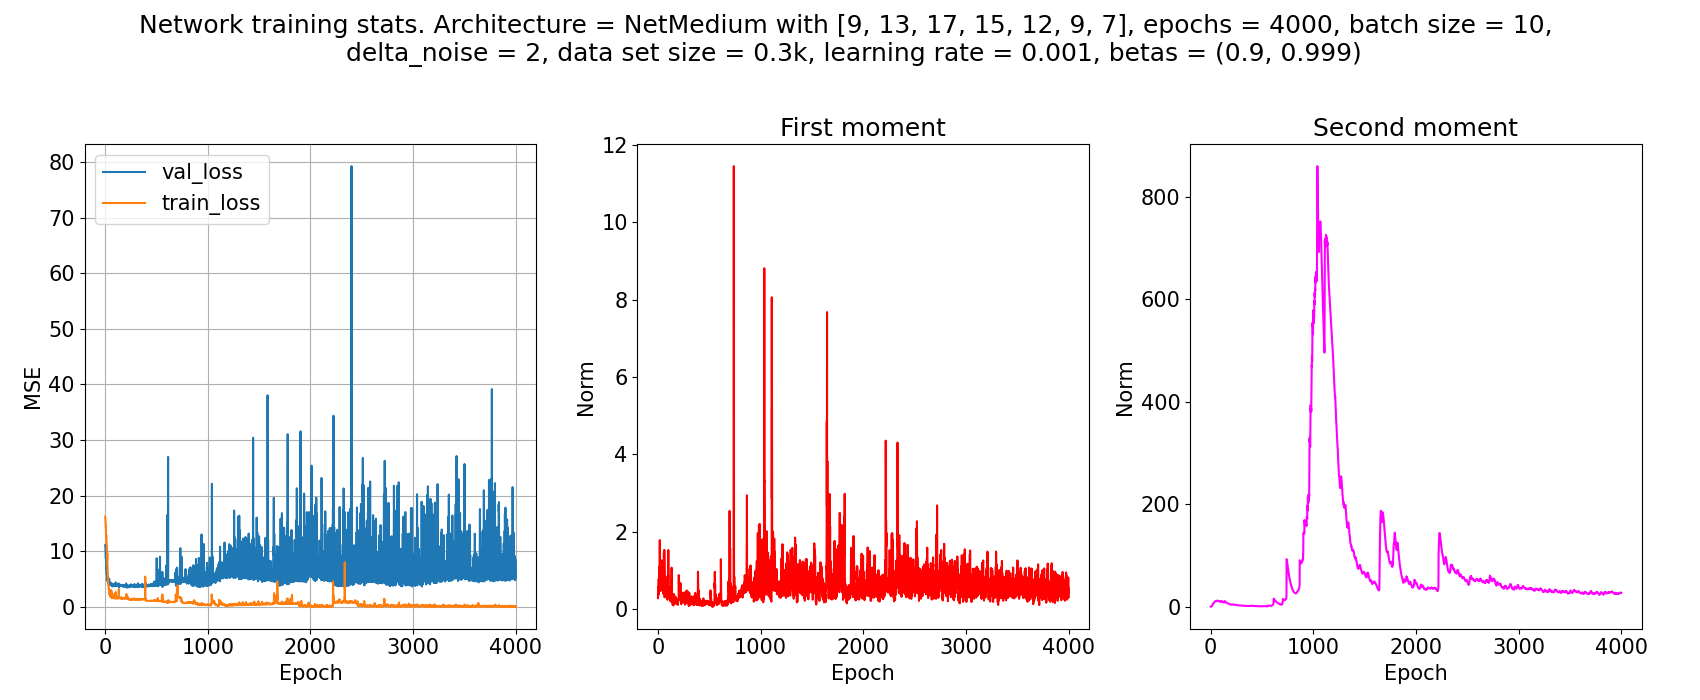 Network training stats. Architecture = NetMedium with [9, 13, 17, 15, 12, 9, 7], epochs = 4000, batch size = 10,
delta_noise = 2, data set size = 0.3k, learning rate = 0.001, betas = (0.9, 0.999)
val_loss
train_loss
MSE
80
70
60
50
40
30
20
10
0
0 1000 2000 3000 4000
Epoch
First moment
Norm
12
10
8
6
4
2
0
0 1000 2000 3000 4000
Epoch
Second moment
Norm
800
600
400
200
0
0 1000 2000 3000 4000
Epoch